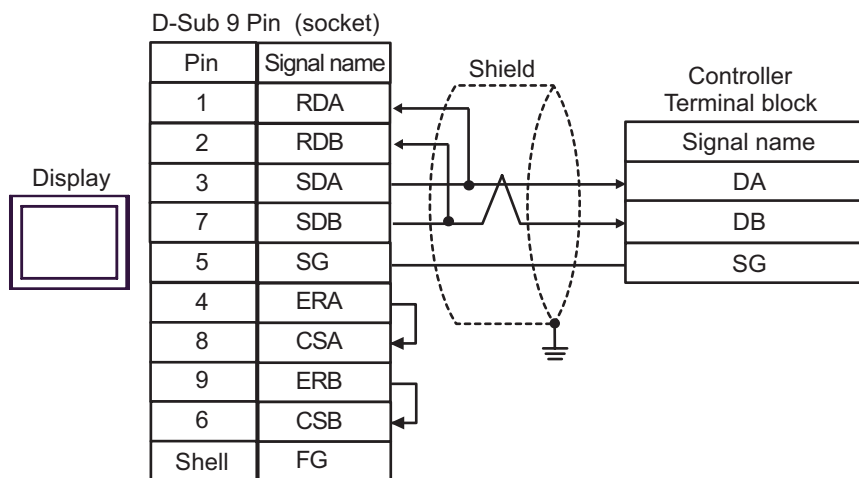 D-Sub 9 Pin (socket)
Pin Signal name
1 RDA
2 RDB
3 SDA
7 SDB
5 SG
4 ERA
8 CSA
9 ERB
6 CSB
Shell FG
Display
Shield
Controller
Terminal block
Signal name
DA
DB
SG